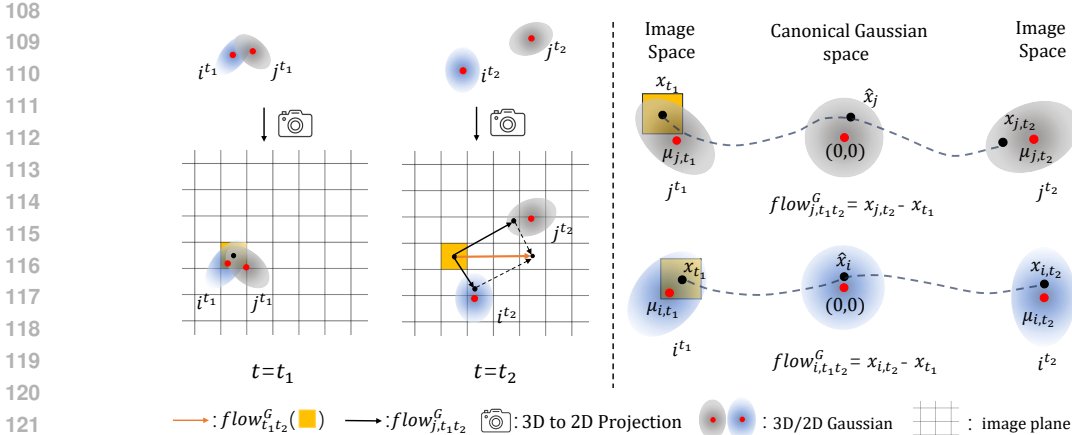 108
109
110
111
112
113
114
115
116
117
118
119
120
121
i^{t_1}
j^{t_1}
i^{t_2}
j^{t_2}
i^{t_1}
j^{t_1}
j^{t_2}
i^{t_2}
t=t_1
t=t_2
Image Space
Canonical Gaussian space
Image Space
x_{t_1}
x̂_j
x_{j,t_2}
μ_{j,t_1}
(0,0)
μ_{j,t_2}
j^{t_1}
j^{t_2}
flow^G_{j,t_1t_2} = x_{j,t_2} - x_{t_1}
x_{t_1}
x̂_i
x_{i,t_2}
μ_{i,t_1}
(0,0)
μ_{i,t_2}
i^{t_1}
i^{t_2}
flow^G_{i,t_1t_2} = x_{i,t_2} - x_{t_1}
: flow^G_{t_1t_2}( )
: flow^G_{j,t_1t_2}
: 3D to 2D Projection
: 3D/2D Gaussian
: image plane